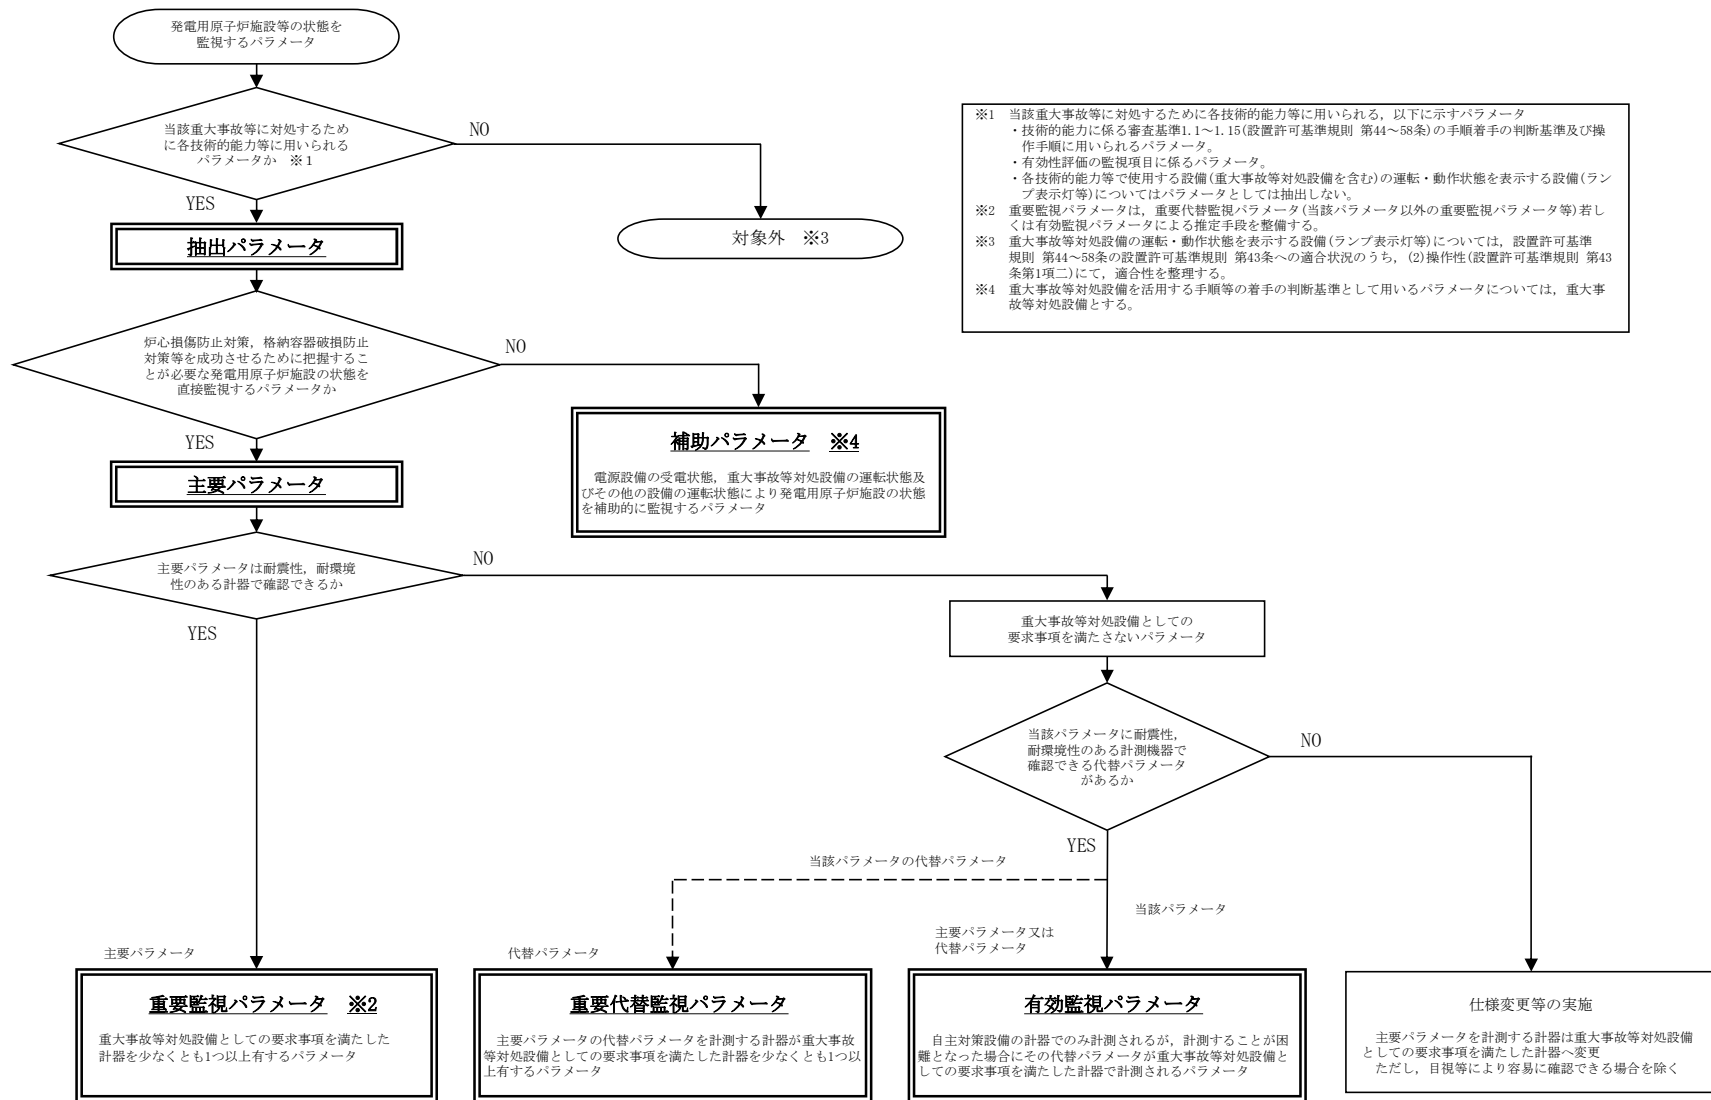 発電用原子炉施設等の状態を
監視するパラメータ
当該重大事故等に対処するため
に各技術的能力等に用いられる
パラメータか ※1
NO
YES
対象外 ※3
抽出パラメータ
※1 当該重大事故等に対処するために各技術的能力等に用いられる，以下に示すパラメータ
・技術的能力に係る審査基準1.1～1.15(設置許可基準規則 第44～58条)の手順着手の判断基準及び操
作手順に用いられるパラメータ。
・有効性評価の監視項目に係るパラメータ。
・各技術的能力等で使用する設備(重大事故等対処設備を含む)の運転・動作状態を表示する設備(ラン
プ表示灯等)についてはパラメータとしては抽出しない。
※2 重要監視パラメータは，重要代替監視パラメータ(当該パラメータ以外の重要監視パラメータ等)若し
くは有効監視パラメータによる推定手段を整備する。
※3 重大事故等対処設備の運転・動作状態を表示する設備(ランプ表示灯等)については，設置許可基準
規則 第44～58条の設置許可基準規則 第43条への適合状況のうち，(2)操作性(設置許可基準規則 第43
条第1項二)にて，適合性を整理する。
※4 重大事故等対処設備を活用する手順等の着手の判断基準として用いるパラメータについては，重大事
故等対処設備とする。
炉心損傷防止対策，格納容器破損防止
対策等を成功させるために把握するこ
とが必要な発電用原子炉施設の状態を
直接監視するパラメータか
NO
YES
補助パラメータ ※4
電源設備の受電状態，重大事故等対処設備の運転状態及
びその他の設備の運転状態により発電用原子炉施設の状態
を補助的に監視するパラメータ
主要パラメータ
主要パラメータは耐震性，耐環境
性のある計器で確認できるか
NO
YES
重大事故等対処設備としての
要求事項を満たさないパラメータ
当該パラメータに耐震性，
耐環境性のある計測機器で
確認できる代替パラメータ
があるか
NO
YES
当該パラメータの代替パラメータ
当該パラメータ
主要パラメータ
代替パラメータ
主要パラメータ又は
代替パラメータ
重要監視パラメータ ※2
重大事故等対処設備としての要求事項を満たした
計器を少なくとも1つ以上有するパラメータ
重要代替監視パラメータ
主要パラメータの代替パラメータを計測する計器が重大事故
等対処設備としての要求事項を満たした計器を少なくとも1つ以
上有するパラメータ
有効監視パラメータ
自主対策設備の計器でのみ計測されるが，計測することが困
難となった場合にその代替パラメータが重大事故等対処設備と
しての要求事項を満たした計器で計測されるパラメータ
仕様変更等の実施
主要パラメータを計測する計器は重大事故等対処設備
としての要求事項を満たした計器へ変更
ただし，目視等により容易に確認できる場合を除く